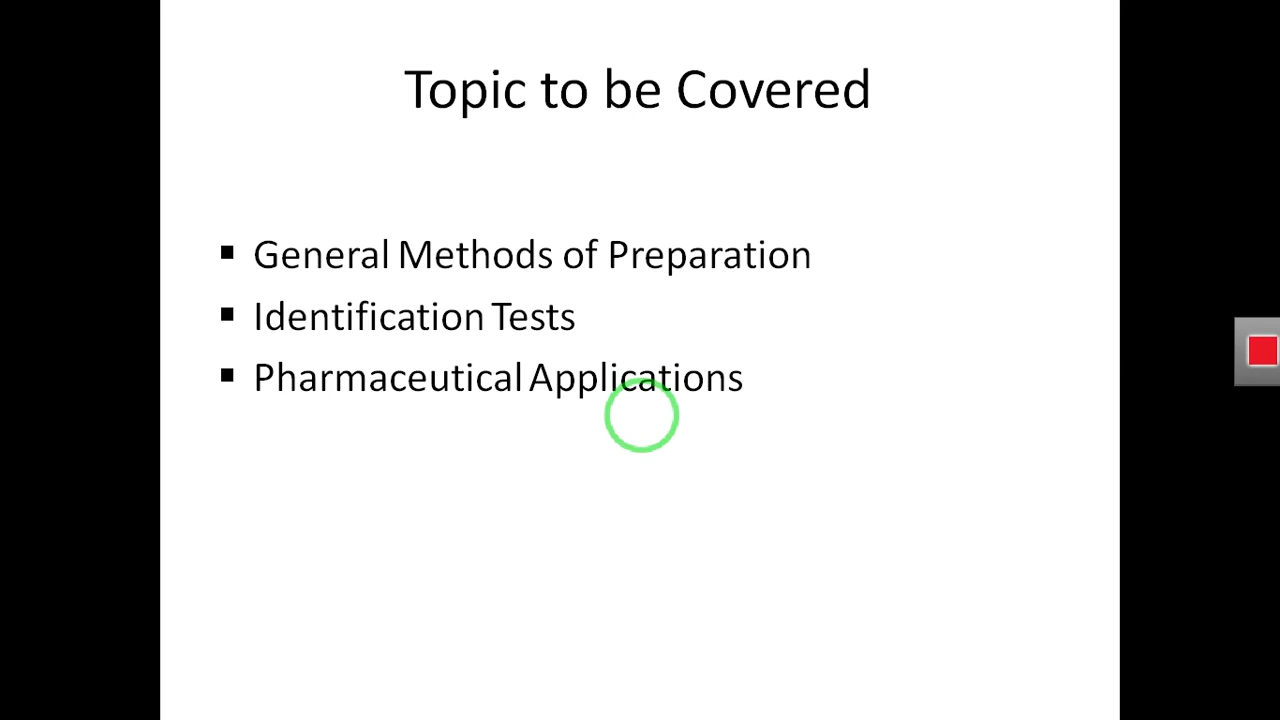 Topic to be Covered
▪ General Methods of Preparation
▪ Identification Tests
▪ Pharmaceutical Applications